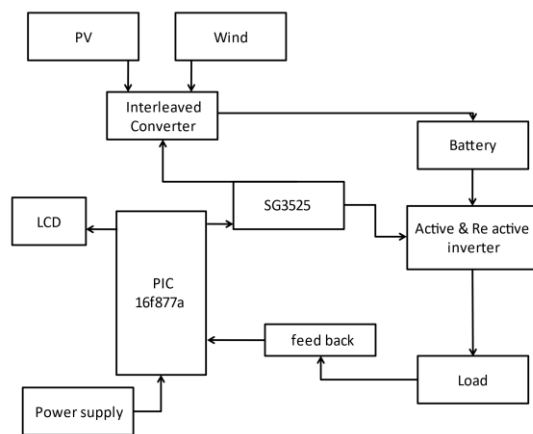 PV
Wind
Interleaved
Converter
Battery
SG3525
LCD
Active & Re active
inverter
PIC
16f877a
feed back
Load
Power supply